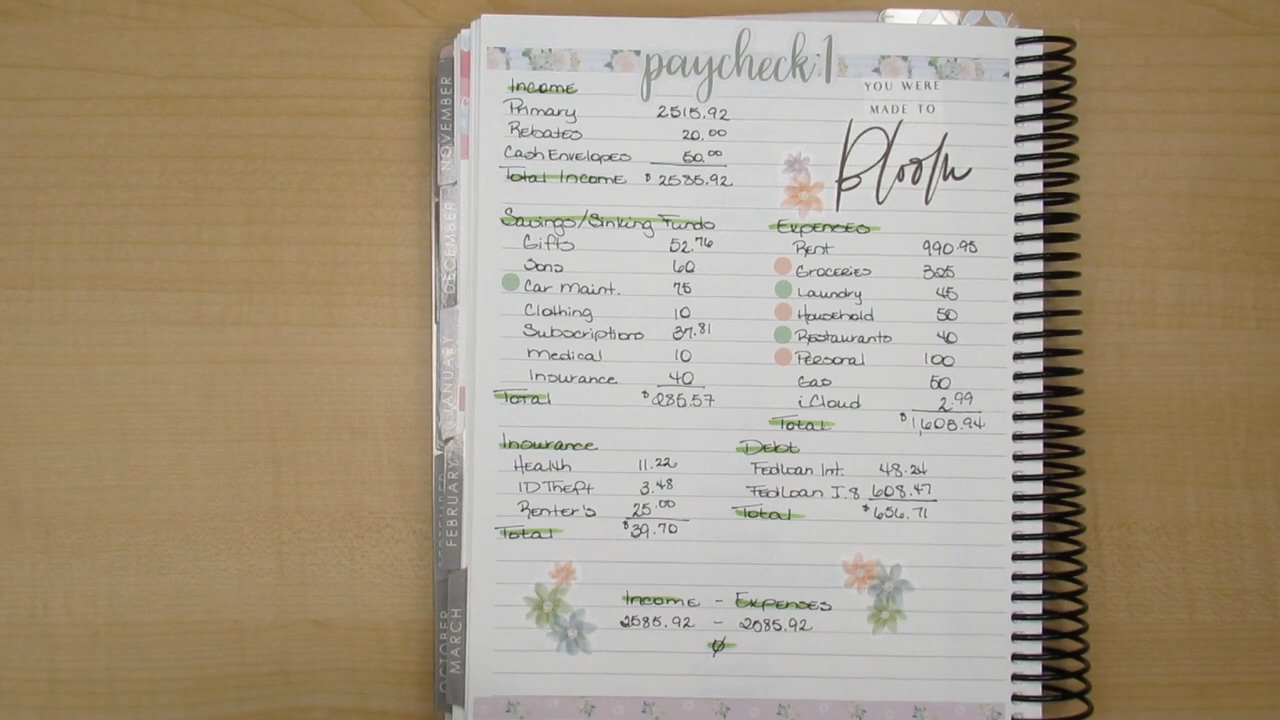 paycheck 1
YOU WERE
MADE TO
bloom
Income
Primary 2515.92
Rebates 20.00
Cash Envelopes 50.00
Total Income $2585.92
Savings/Sinking Funds
Gifts 52.76
Sons 60
Car Maint. 75
Clothing 10
Subscriptions 37.81
Medical 10
Insurance 40
Total $285.57
Expenses
Rent 990.95
Groceries 325
Laundry 45
Household 50
Restaurants 40
Personal 100
Gas 50
iCloud 2.99
Total $1,603.94
Insurance
Health 11.22
ID Theft 3.48
Renter's 25.00
Total $39.70
Debt
Fedloan Int. 48.24
Fedloan 1.8 608.47
Total $656.71
Income - Expenses
2585.92 - 2585.92
Ø
NOVEMBER
DECEMBER
JANUARY
FEBRUARY
OCTOBER
MARCH